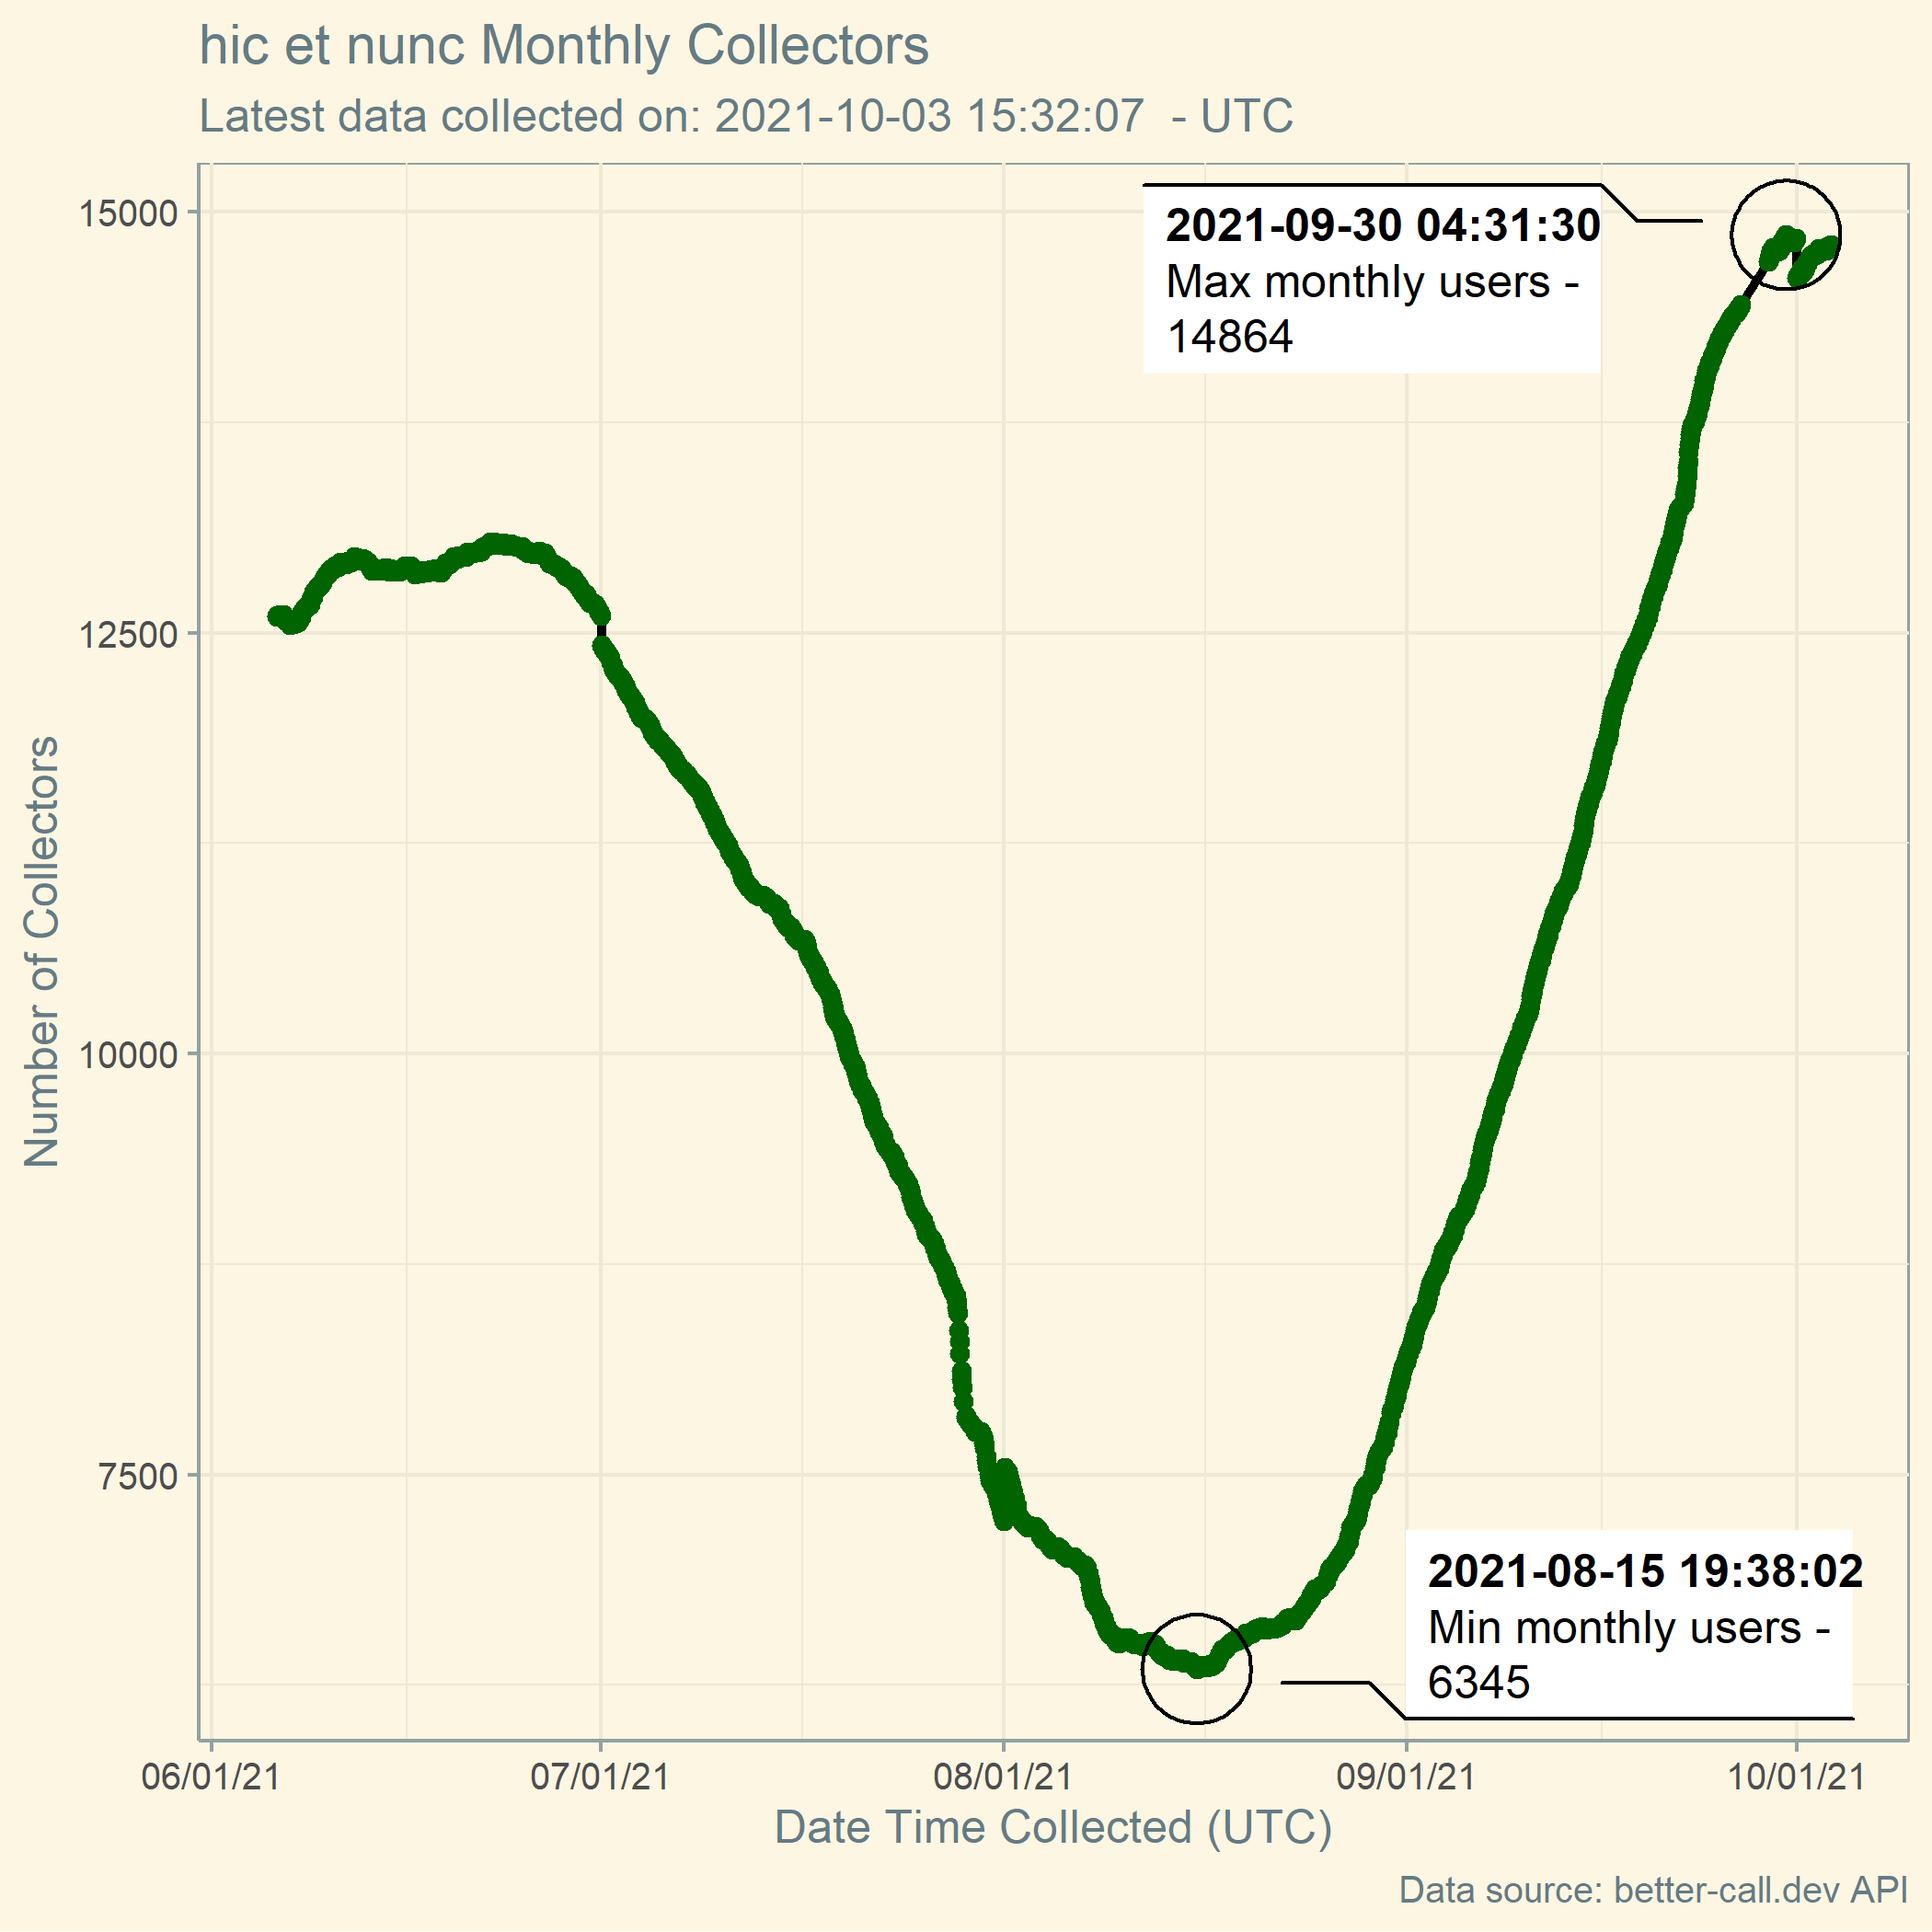 hic et nunc Monthly Collectors
Latest data collected on: 2021-10-03 15:32:07  - UTC
15000
12500
10000
7500
Number of Collectors
2021-09-30 04:31:30
Max monthly users -
14864
2021-08-15 19:38:02
Min monthly users -
6345
06/01/21 07/01/21 08/01/21 09/01/21 10/01/21
Date Time Collected (UTC)
Data source: better-call.dev API